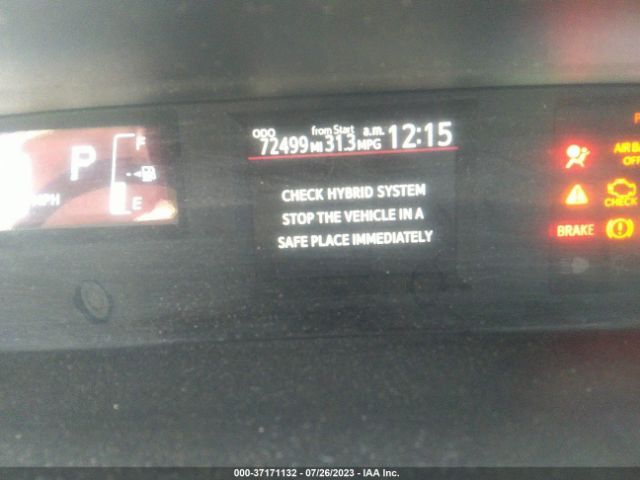 ODO
72499 MI
from Start
31.3 MPG
a.m. 12:15
CHECK HYBRID SYSTEM
STOP THE VEHICLE IN A
SAFE PLACE IMMEDIATELY
P
F
E
MPH
P
AIR BA
OFF
CHECK
BRAKE
000-37171132 - 07/26/2023 - IAA Inc.